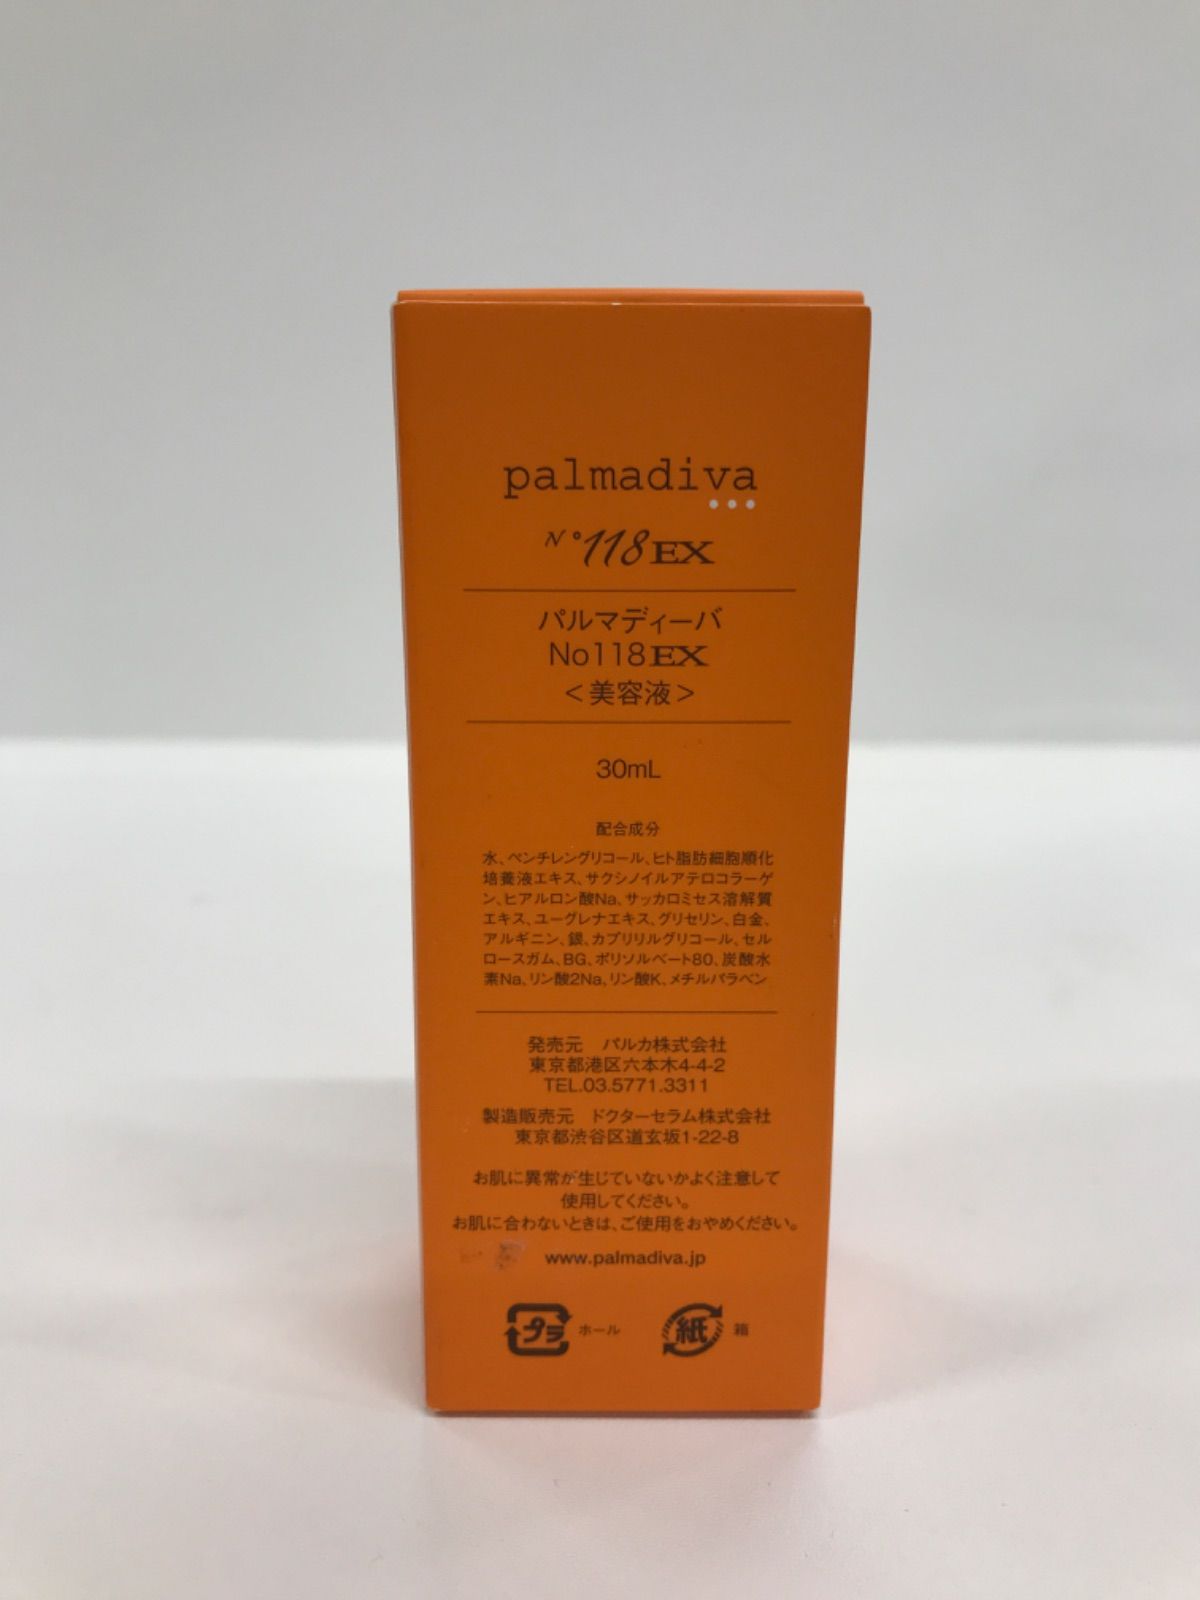 palmadiva
N°118EX
パルマディーバ
No118EX
＜美容液＞
30mL
配合成分
水、ペンチレングリコール、ヒト脂肪細胞順化
培養液エキス、サクシノイルアテロコラーゲ
ン、ヒアルロン酸Na、サッカロミセス溶解質
エキス、ユーグレナエキス、グリセリン、白金、
アルギニン、銀、カプリリルグリコール、セル
ロースガム、BG、ポリソルベート80、炭酸水
素Na、リン酸2Na、リン酸K、メチルパラベン
発売元　パルカ株式会社
東京都港区六本木4-4-2
TEL.03.5771.3311
製造販売元　ドクターセラム株式会社
東京都渋谷区道玄坂1-22-8
お肌に異常が生じていないかよく注意して
使用してください。
お肌に合わないときは、ご使用をおやめください。
www.palmadiva.jp
プラ ホール 紙 箱